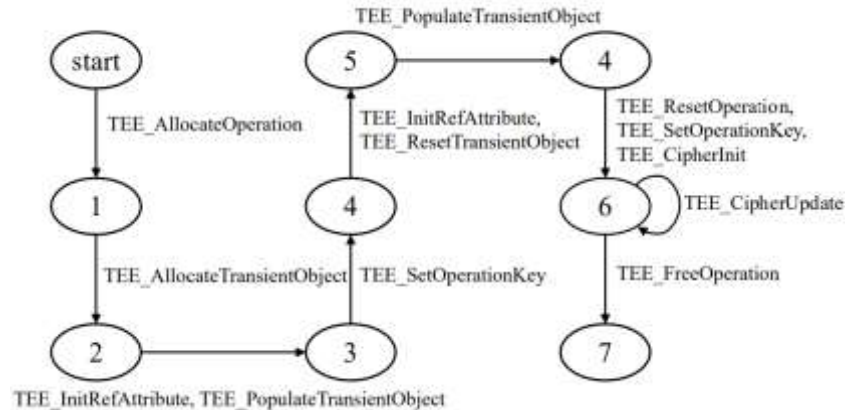 TEE_PopulateTransientObject
start
5
4
TEE_AllocateOperation
TEE_InitRefAttribute,
TEE_ResetTransientObject
TEE_ResetOperation,
TEE_SetOperationKey,
TEE_CipherInit
1
4
6
TEE_CipherUpdate
TEE_AllocateTransientObject
TEE_SetOperationKey
TEE_FreeOperation
2
3
7
TEE_InitRefAttribute, TEE_PopulateTransientObject